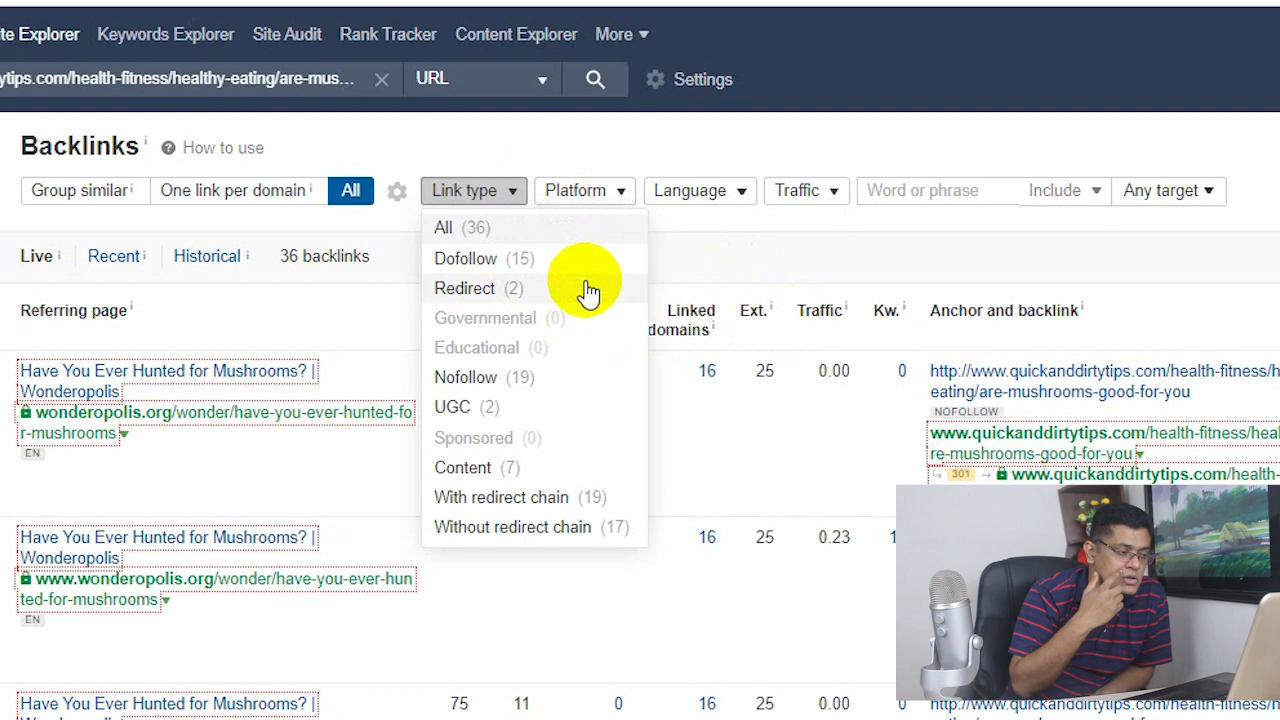 te Explorer Keywords Explorer Site Audit Rank Tracker Content Explorer More
ytips.com/health-fitness/healthy-eating/are-mus... URL Settings
Backlinks i ? How to use
Group similar i One link per domain i All Link type Platform Language Traffic Word or phrase Include Any target
Live i Recent i Historical i 36 backlinks
All (36)
Dofollow (15)
Redirect (2)
Governmental (0)
Educational (0)
Nofollow (19)
UGC (2)
Sponsored (0)
Content (7)
With redirect chain (19)
Without redirect chain (17)
Referring page i Linked domains i Ext. i Traffic i Kw. i Anchor and backlink i
Have You Ever Hunted for Mushrooms? |
Wonderopolis
wonderopolis.org/wonder/have-you-ever-hunted-fo
r-mushrooms
EN
16 25 0.00 0
http://www.quickanddirtytips.com/health-fitness/h
eating/are-mushrooms-good-for-you
NOFOLLOW
www.quickanddirtytips.com/health-fitness/heal
re-mushrooms-good-for-you
301 www.quickanddirtytips.com/health-
Have You Ever Hunted for Mushrooms? |
Wonderopolis
www.wonderopolis.org/wonder/have-you-ever-hun
ted-for-mushrooms
EN
16 25 0.23 1
Have You Ever Hunted for Mushrooms? |
75 11 0 16 25 0.00 0
http://www.quickanddirtytips.com/health-fitness/h